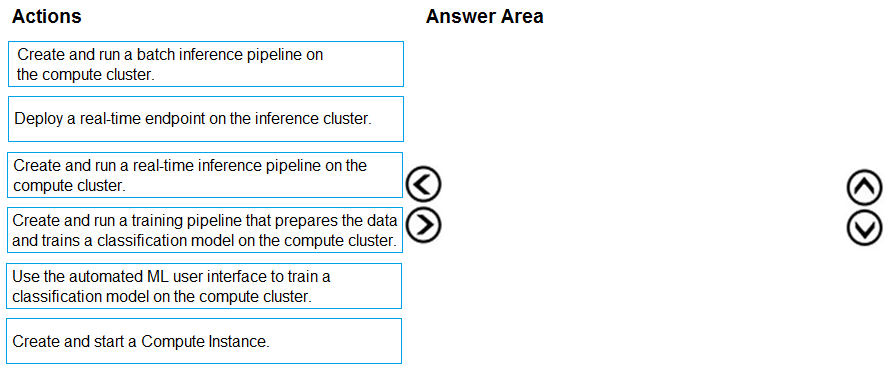 Actions
Answer Area
Create and run a batch inference pipeline on
the compute cluster.
Deploy a real-time endpoint on the inference cluster.
Create and run a real-time inference pipeline on the
compute cluster.
Create and run a training pipeline that prepares the data
and trains a classification model on the compute cluster.
Use the automated ML user interface to train a
classification model on the compute cluster.
Create and start a Compute Instance.